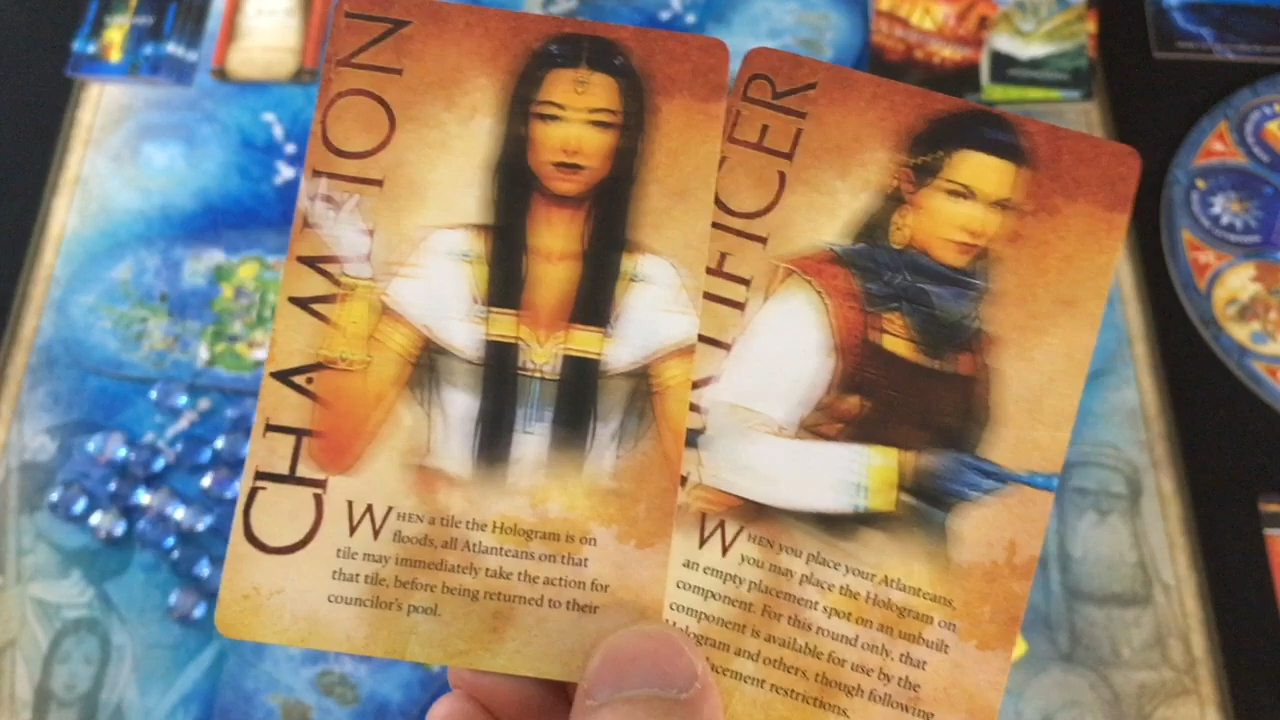 CHAMPION
WHEN a tile the Hologram is on
floods, all Atlanteans on that
tile may immediately take the action for
that tile, before being returned to their
councilor's pool.
ARTIFICER
WHEN you place your Atlanteans,
you may place the Hologram on
an empty placement spot on an unbuilt
component. For this round only, that
component is available for use by the
Hologram and others, though following
placement restrictions.